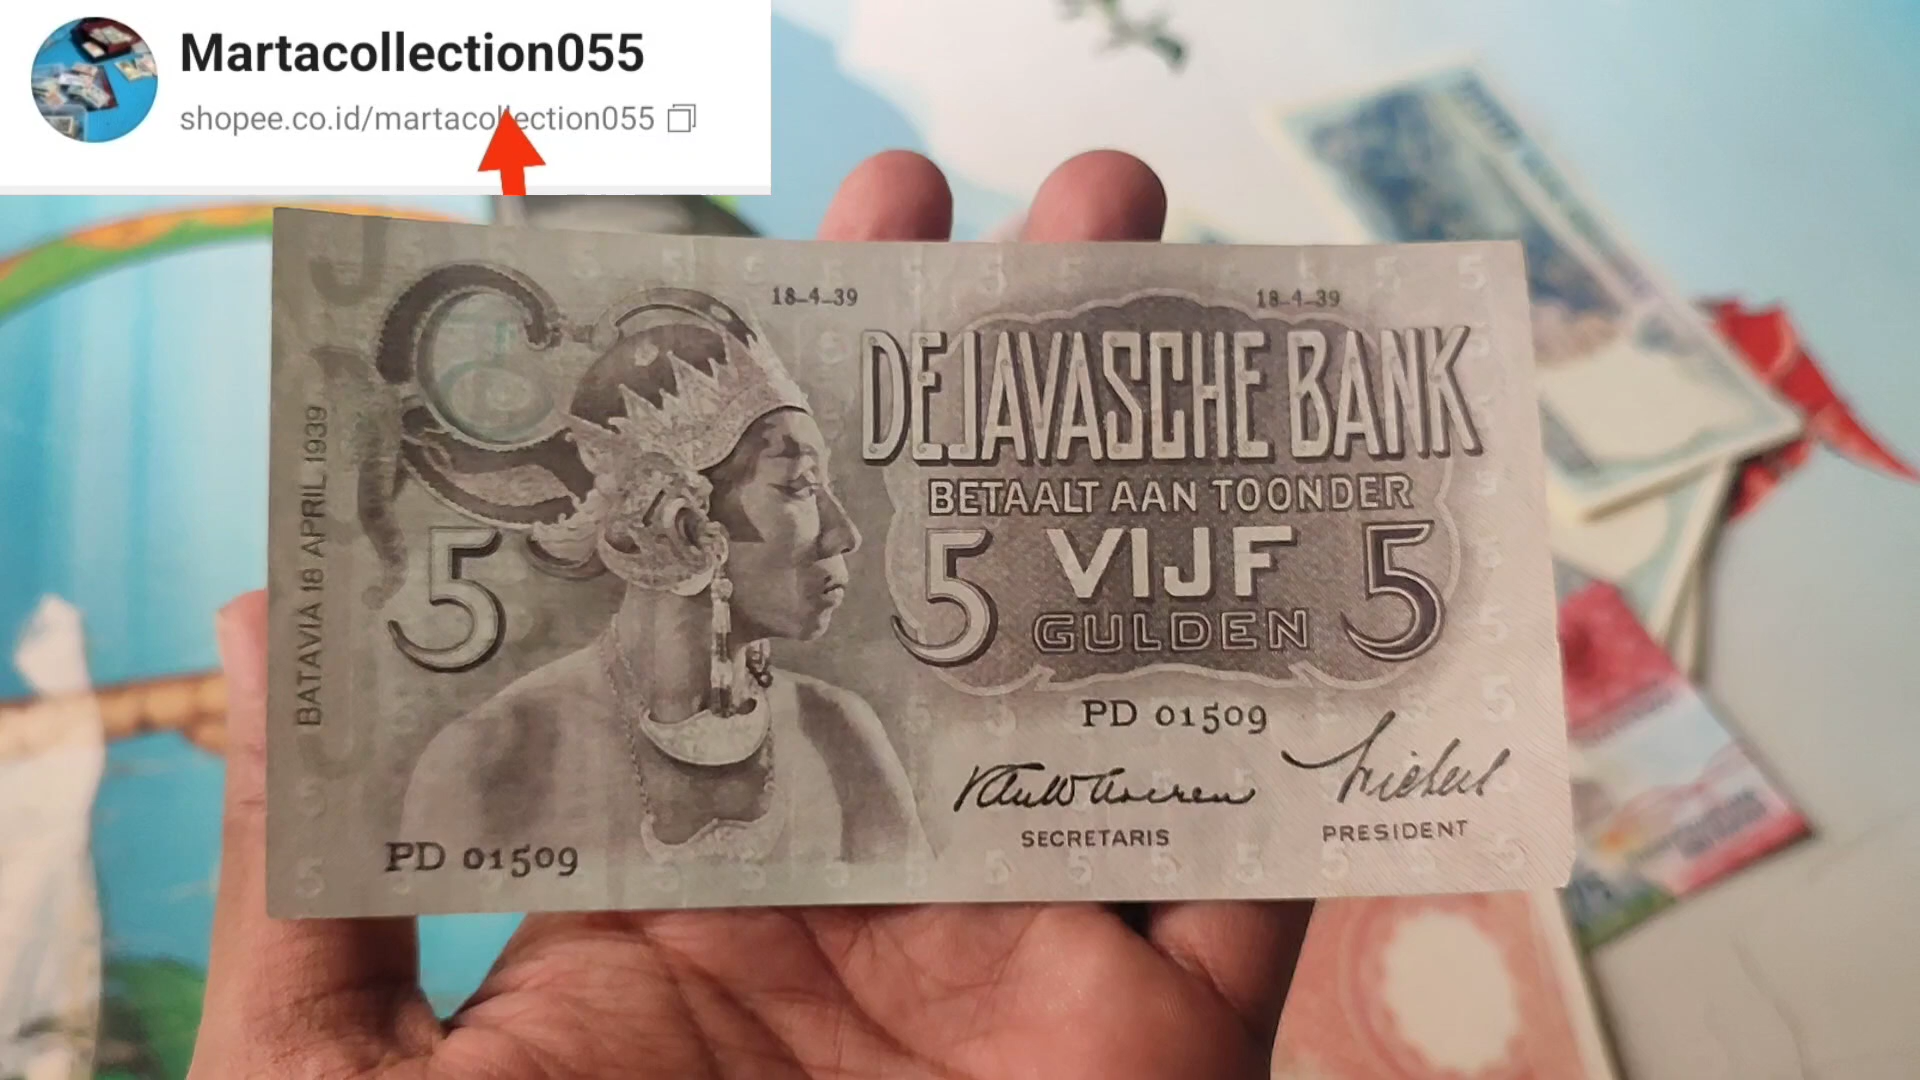 Martacollection055
shopee.co.id/martacollection055
18-4-39
18-4-39
DE JAVASCHE BANK
BETAALT AAN TOONDER
5 VIJF 5
GULDEN
5
BATAVIA 18 APRIL 1939
PD 01509
SECRETARIS
PRESIDENT
PD 01509